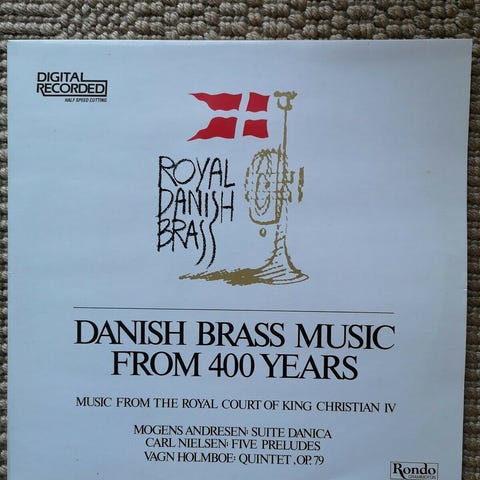 DIGITAL
RECORDED
HALF SPEED CUTTING
ROYAL
DANISH
BRASS
DANISH BRASS MUSIC
FROM 400 YEARS
MUSIC FROM THE ROYAL COURT OF KING CHRISTIAN IV
MOGENS ANDRESEN: SUITE DANICA
CARL NIELSEN: FIVE PRELUDES
VAGN HOLMBOE: QUINTET, OP. 79
Rondo
GRAMMOFON